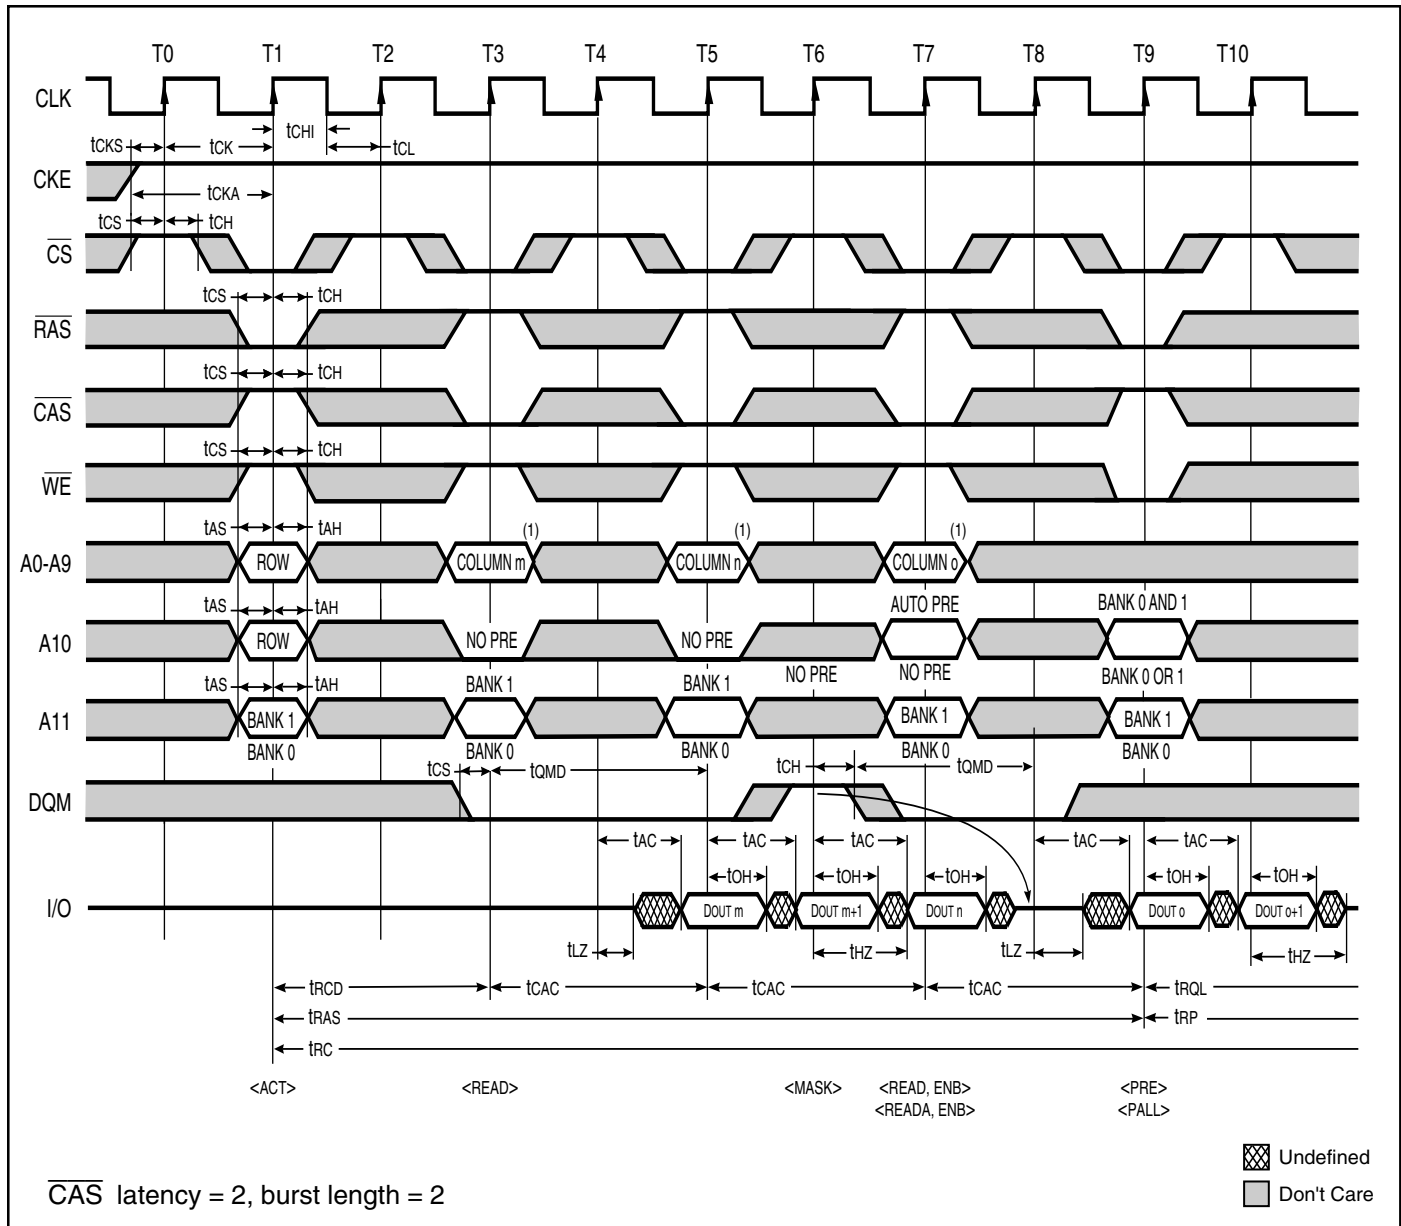 T0 T1 T2 T3 T4 T5 T6 T7 T8 T9 T10
CLK
tCHI
tCKS tCK tCL
CKE
tCKA
tCS tCH
CS
tCS tCH
RAS
tCS tCH
CAS
tCS tCH
WE
tAS tAH (1) (1) (1)
A0-A9 ROW COLUMN m COLUMN n COLUMN o
tAS tAH AUTO PRE BANK 0 AND 1
A10 ROW NO PRE NO PRE
NO PRE NO PRE BANK 0 OR 1
tAS tAH BANK 1 BANK 1
A11 BANK 1 BANK 1 BANK 1
BANK 0 BANK 0 BANK 0 BANK 0 BANK 0
tCS tQMD tCH tQMD
DQM
tAC tAC tAC tAC tAC
tOH tOH tOH tOH tOH
I/O DOUT m DOUT m+1 DOUT n DOUT o DOUT o+1
tLZ tHZ tLZ tHZ
tRCD tCAC tCAC tCAC tRQL
tRAS tRP
tRC
<ACT> <READ> <MASK> <READ, ENB> <PRE>
<READA, ENB> <PALL>
Undefined
CAS latency = 2, burst length = 2
Don't Care